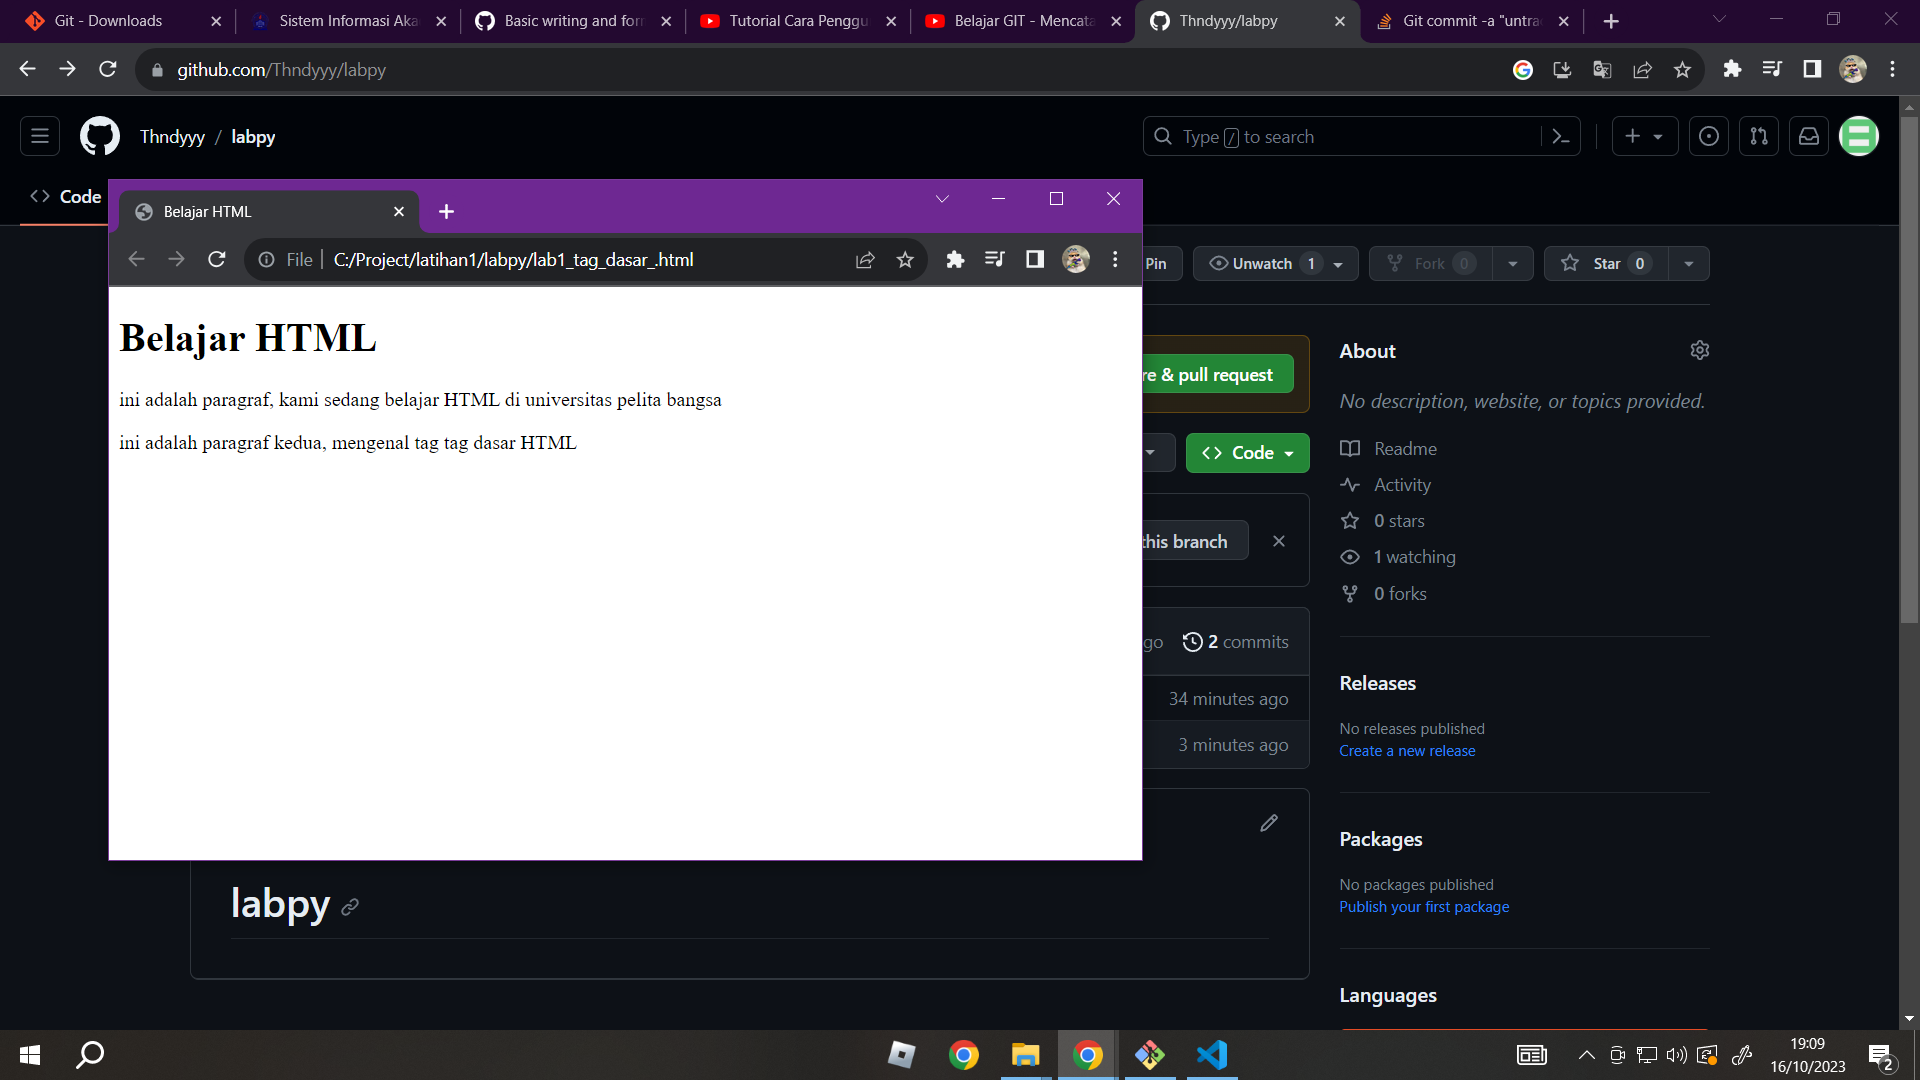 Git - Downloads
Sistem Informasi Aka
Basic writing and for
Tutorial Cara Penggu
Belajar GIT - Mencata
Thndyyy/labpy
Git commit -a "untra
github.com/Thndyyy/labpy
Thndyyy / labpy
Type / to search
Code
Belajar HTML
File | C:/Project/latihan1/labpy/lab1_tag_dasar_.html
Pin
Unwatch 1
Fork 0
Star 0
Belajar HTML
ini adalah paragraf, kami sedang belajar HTML di universitas pelita bangsa
ini adalah paragraf kedua, mengenal tag tag dasar HTML
re & pull request
Code
this branch
go
2 commits
34 minutes ago
3 minutes ago
labpy
About
No description, website, or topics provided.
Readme
Activity
0 stars
1 watching
0 forks
Releases
No releases published
Create a new release
Packages
No packages published
Publish your first package
Languages
19:09
16/10/2023
2